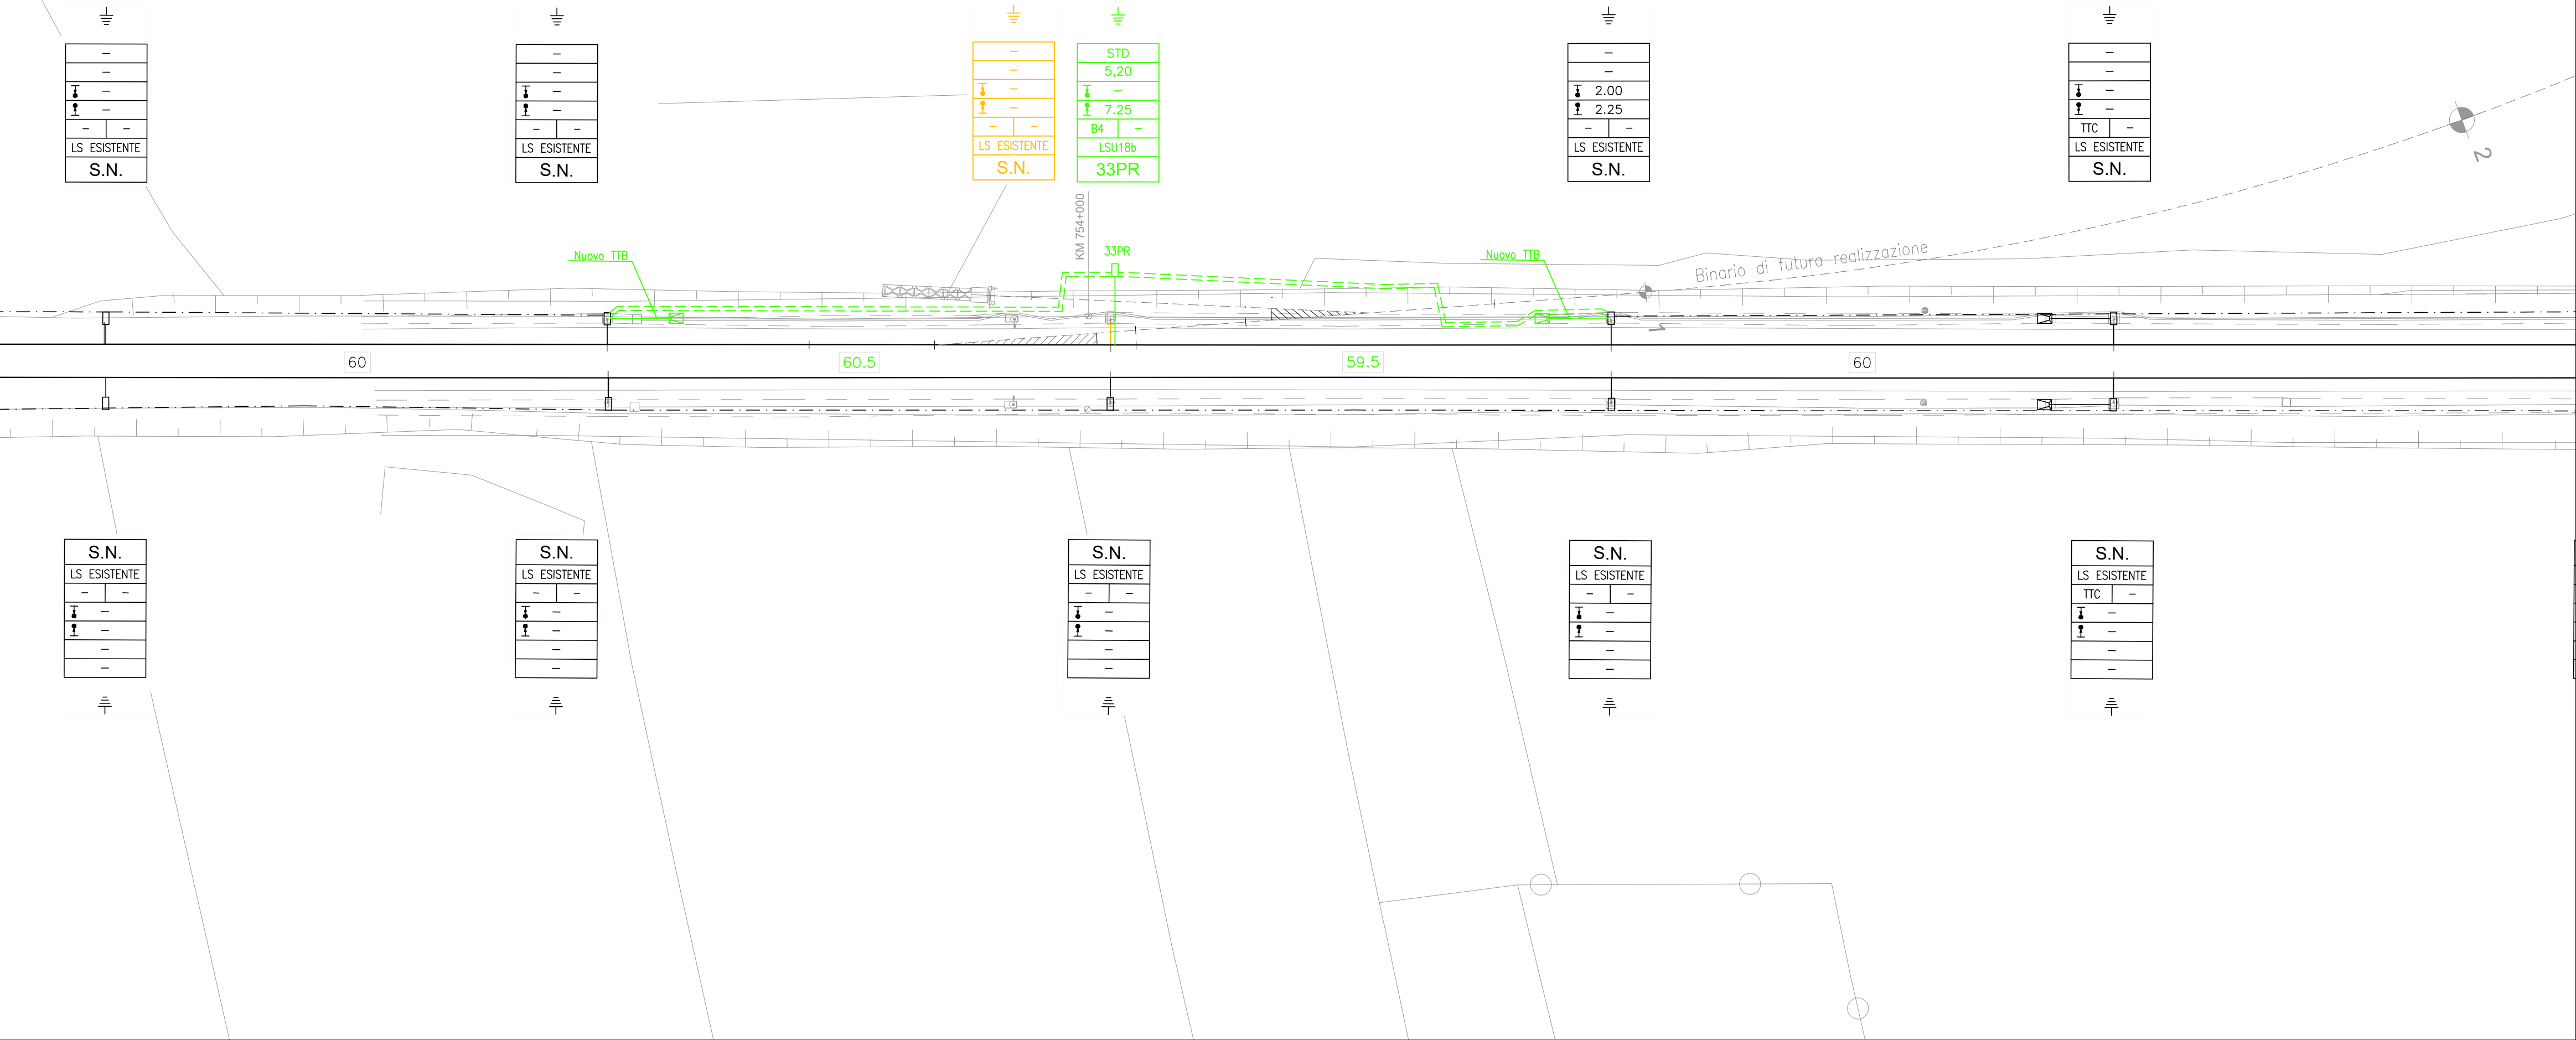 -
-
-
-
- -
LS ESISTENTE
S.N.
-
-
-
-
- -
LS ESISTENTE
S.N.
-
-
-
-
- -
LS ESISTENTE
S.N.
STD
5,20
-
7.25
B4 -
LSU18b
33PR
-
-
2.00
2.25
- -
LS ESISTENTE
S.N.
-
-
-
-
TTC -
LS ESISTENTE
S.N.
2
KM 754+000
33PR
Nuovo TTB
Nuovo TTB
Binario di futura realizzazione
1
60
60.5
59.5
60
S.N.
LS ESISTENTE
- -
-
-
-
-
S.N.
LS ESISTENTE
- -
-
-
-
-
S.N.
LS ESISTENTE
- -
-
-
-
-
S.N.
LS ESISTENTE
- -
-
-
-
-
S.N.
LS ESISTENTE
TTC -
-
-
-
-